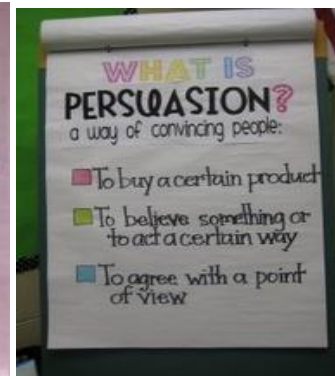 WHAT IS
PERSUASION?
a way of convincing people:
To buy a certain product
To believe something or
to act a certain way
To agree with a point
of view